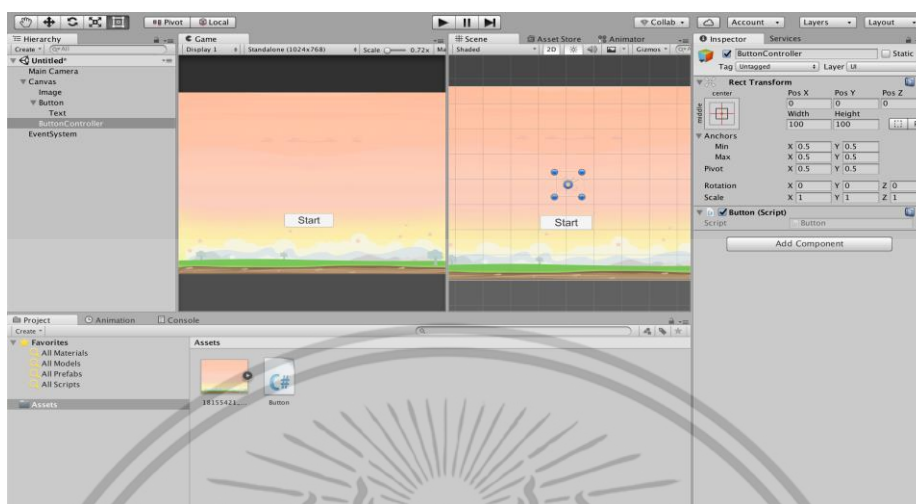 Pivot Local Collab Account Layers Layout
Hierarchy Game Scene Asset Store Animator Inspector Services
Create All Display 1 Standalone (1024x768) Scale 0.72x Shaded 2D Gizmos ButtonController Static
Untitled* Tag Untagged Layer UI
Main Camera
Canvas
Image
Button
Text
ButtonController
EventSystem
Start
Start
Rect Transform
center Pos X Pos Y Pos Z
middle 0 0 0
Width Height
100 100
Anchors
Min X 0.5 Y 0.5
Max X 0.5 Y 0.5
Pivot X 0.5 Y 0.5
Rotation X 0 Y 0 Z 0
Scale X 1 Y 1 Z 1
Button (Script)
Script Button
Add Component
Project Animation Console
Create
Favorites
All Materials
All Models
All Prefabs
All Scripts
Assets
Assets
18155421,...
C#
Button